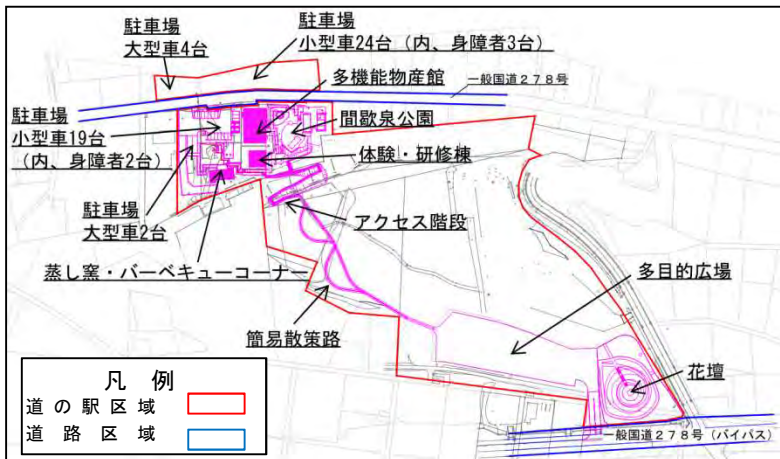 駐車場
大型車4台
駐車場
小型車24台（内、身障者3台）
多機能物産館
一般国道278号
駐車場
小型車19台
（内、身障者2台）
間歇泉公園
体験・研修棟
駐車場
大型車2台
アクセス階段
蒸し窯・バーベキューコーナー
多目的広場
簡易散策路
花壇
凡例
道の駅区域
道路区域
一般国道２７８号（バイパス）